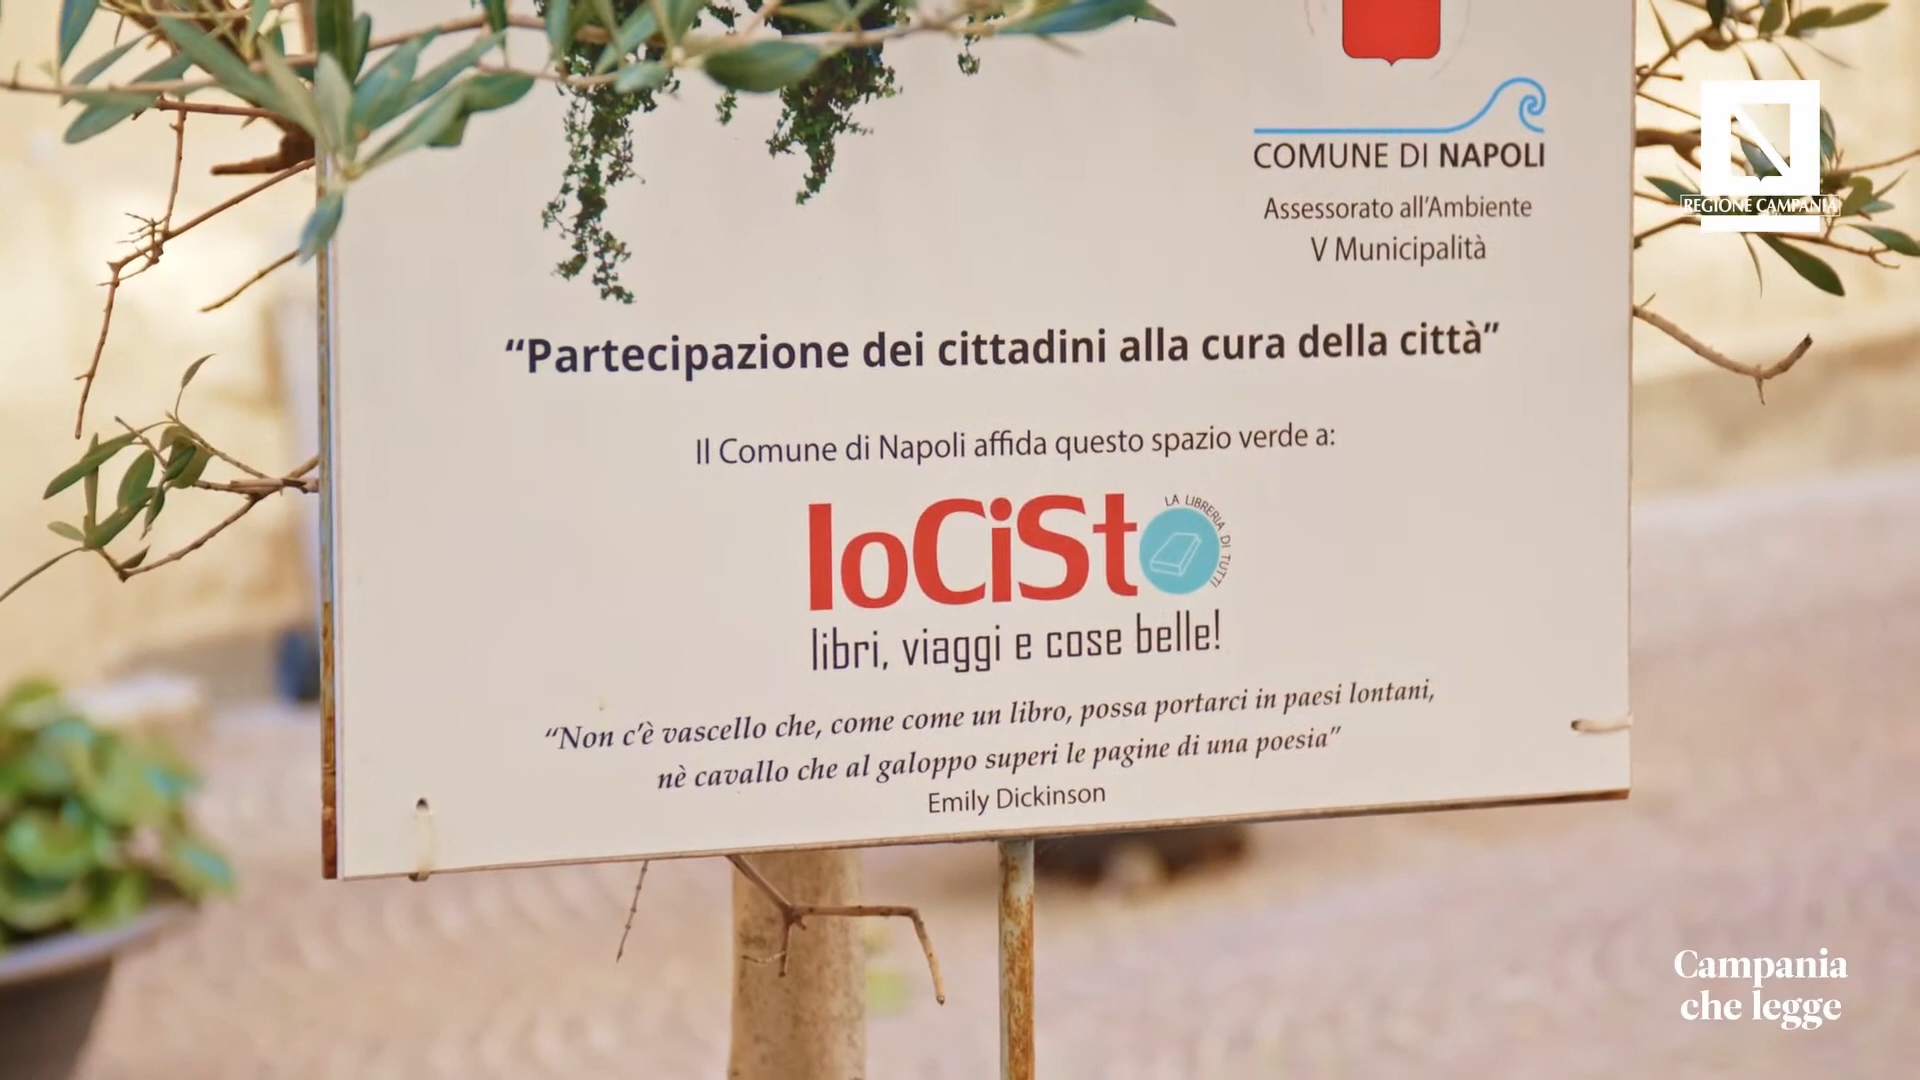 COMUNE DI NAPOLI
Assessorato all'Ambiente
V Municipalità
REGIONE CAMPANIA
“Partecipazione dei cittadini alla cura della città”
Il Comune di Napoli affida questo spazio verde a:
IoCiSto
LA LIBRERIA DI TUTTI
libri, viaggi e cose belle!
“Non c'è vascello che, come come un libro, possa portarci in paesi lontani,
nè cavallo che al galoppo superi le pagine di una poesia”
Emily Dickinson
Campania
che legge